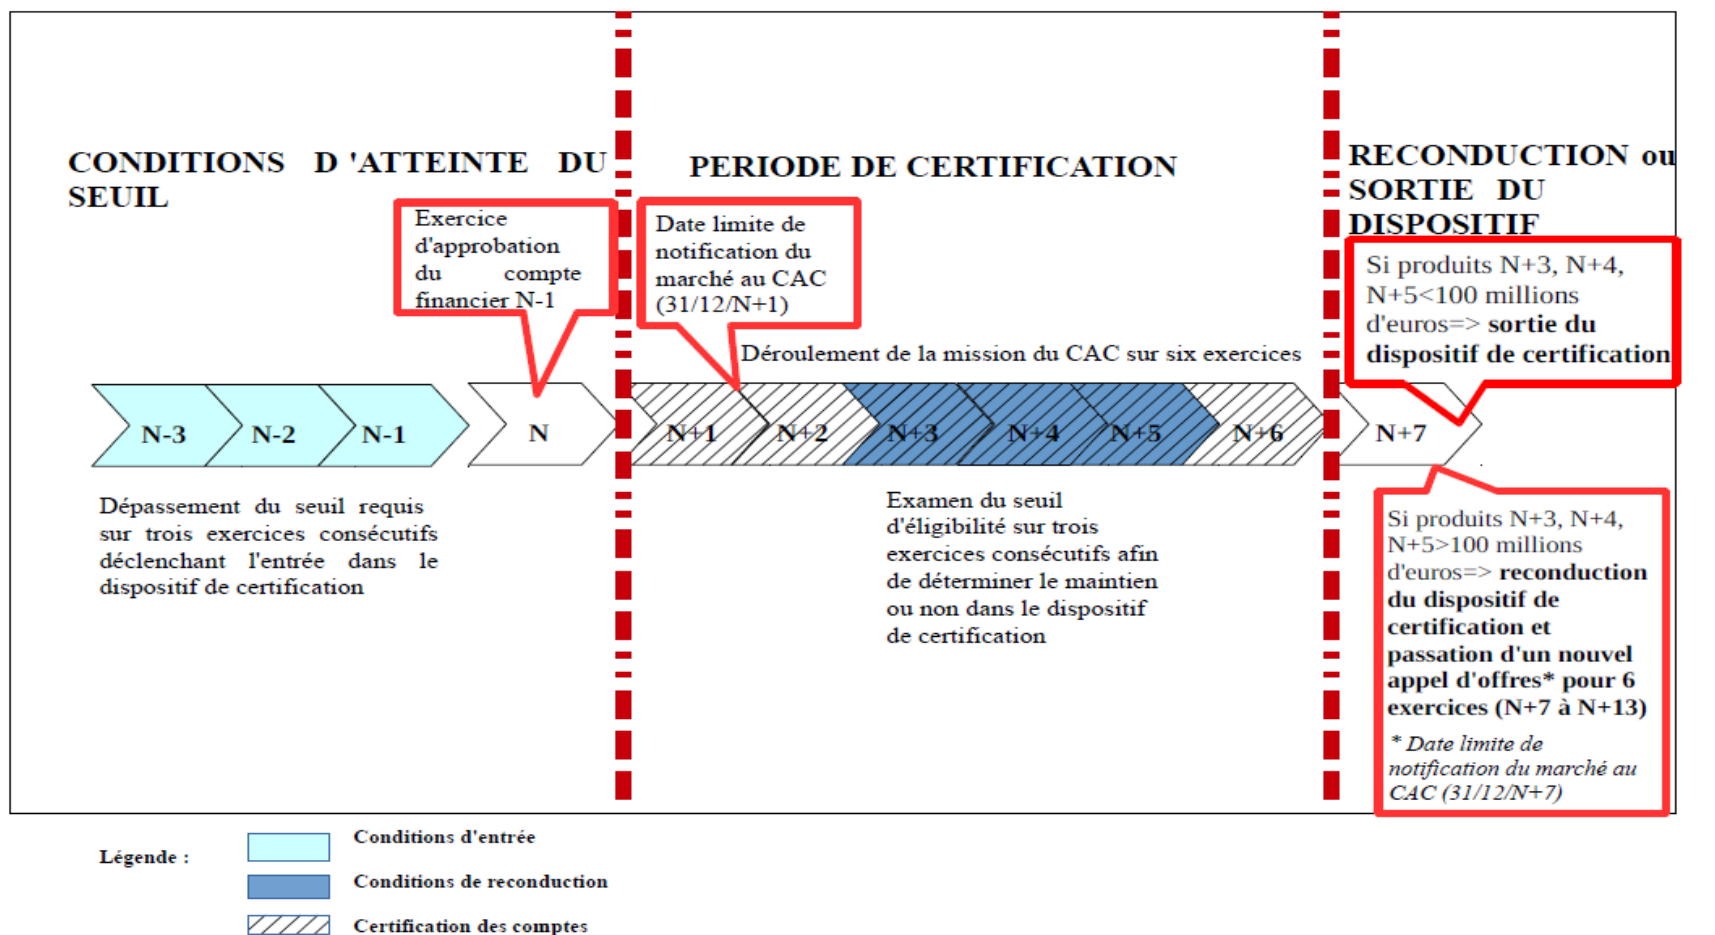 CONDITIONS D 'ATTEINTE DU
SEUIL
PERIODE DE CERTIFICATION
RECONDUCTION ou
SORTIE DU
DISPOSITIF
Exercice
d'approbation
du compte
financier N-1
Date limite de
notification du
marché au CAC
(31/12/N+1)
Si produits N+3, N+4,
N+5<100 millions
d'euros=> sortie du
dispositif de certification
Déroulement de la mission du CAC sur six exercices
N-3
N-2
N-1
N
N+1
N+2
N+3
N+4
N+5
N+6
N+7
Dépassement du seuil requis
sur trois exercices consécutifs
déclenchant l'entrée dans le
dispositif de certification
Examen du seuil
d'éligibilité sur trois
exercices consécutifs afin
de déterminer le maintien
ou non dans le dispositif
de certification
Si produits N+3, N+4,
N+5>100 millions
d'euros=> reconduction
du dispositif de
certification et
passation d'un nouvel
appel d'offres* pour 6
exercices (N+7 à N+13)
* Date limite de
notification du marché au
CAC (31/12/N+7)
Légende :
Conditions d'entrée
Conditions de reconduction
Certification des comptes